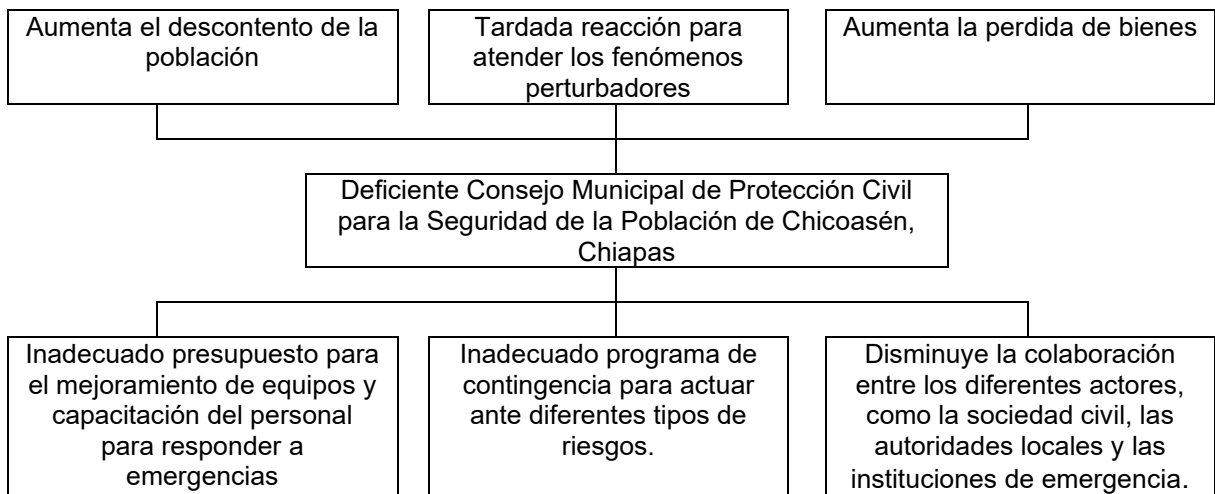 Aumenta el descontento de la
población
Tardada reacción para
atender los fenómenos
perturbadores
Aumenta la perdida de bienes
Deficiente Consejo Municipal de Protección Civil
para la Seguridad de la Población de Chicoasén,
Chiapas
Inadecuado presupuesto para
el mejoramiento de equipos y
capacitación del personal
para responder a
emergencias
Inadecuado programa de
contingencia para actuar
ante diferentes tipos de
riesgos.
Disminuye la colaboración
entre los diferentes actores,
como la sociedad civil, las
autoridades locales y las
instituciones de emergencia.